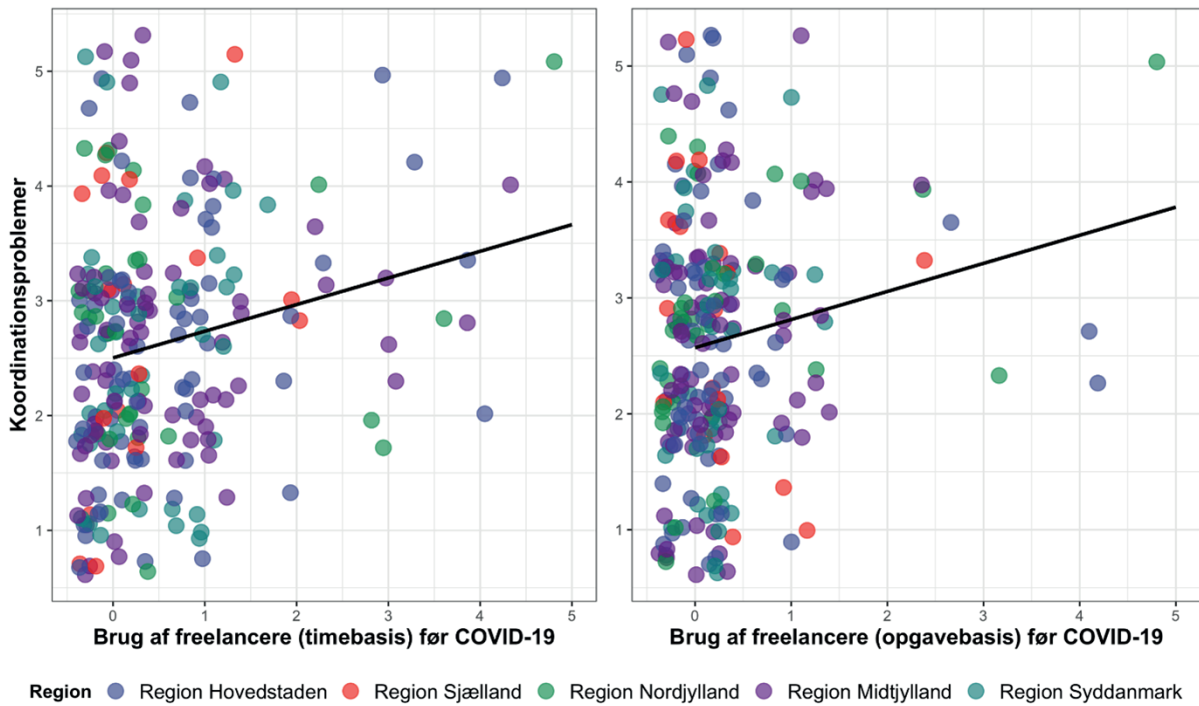 Koordinationsproblemer
5
4
3
2
1
0 1 2 3 4 5
Brug af freelancere (timebasis) før COVID-19
5
4
3
2
1
0 1 2 3 4 5
Brug af freelancere (opgavebasis) før COVID-19
Region Region Hovedstaden Region Sjælland Region Nordjylland Region Midtjylland Region Syddanmark